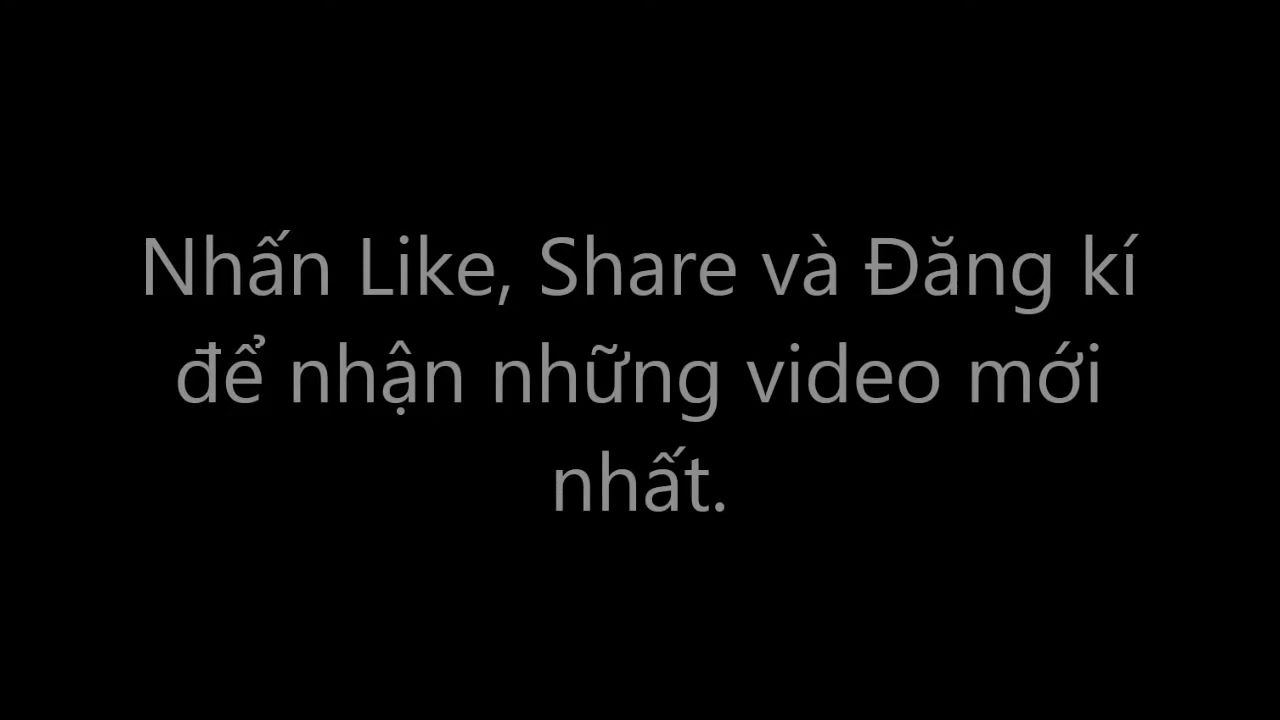 Nhấn Like, Share và Đăng kí
để nhận những video mới
nhất.